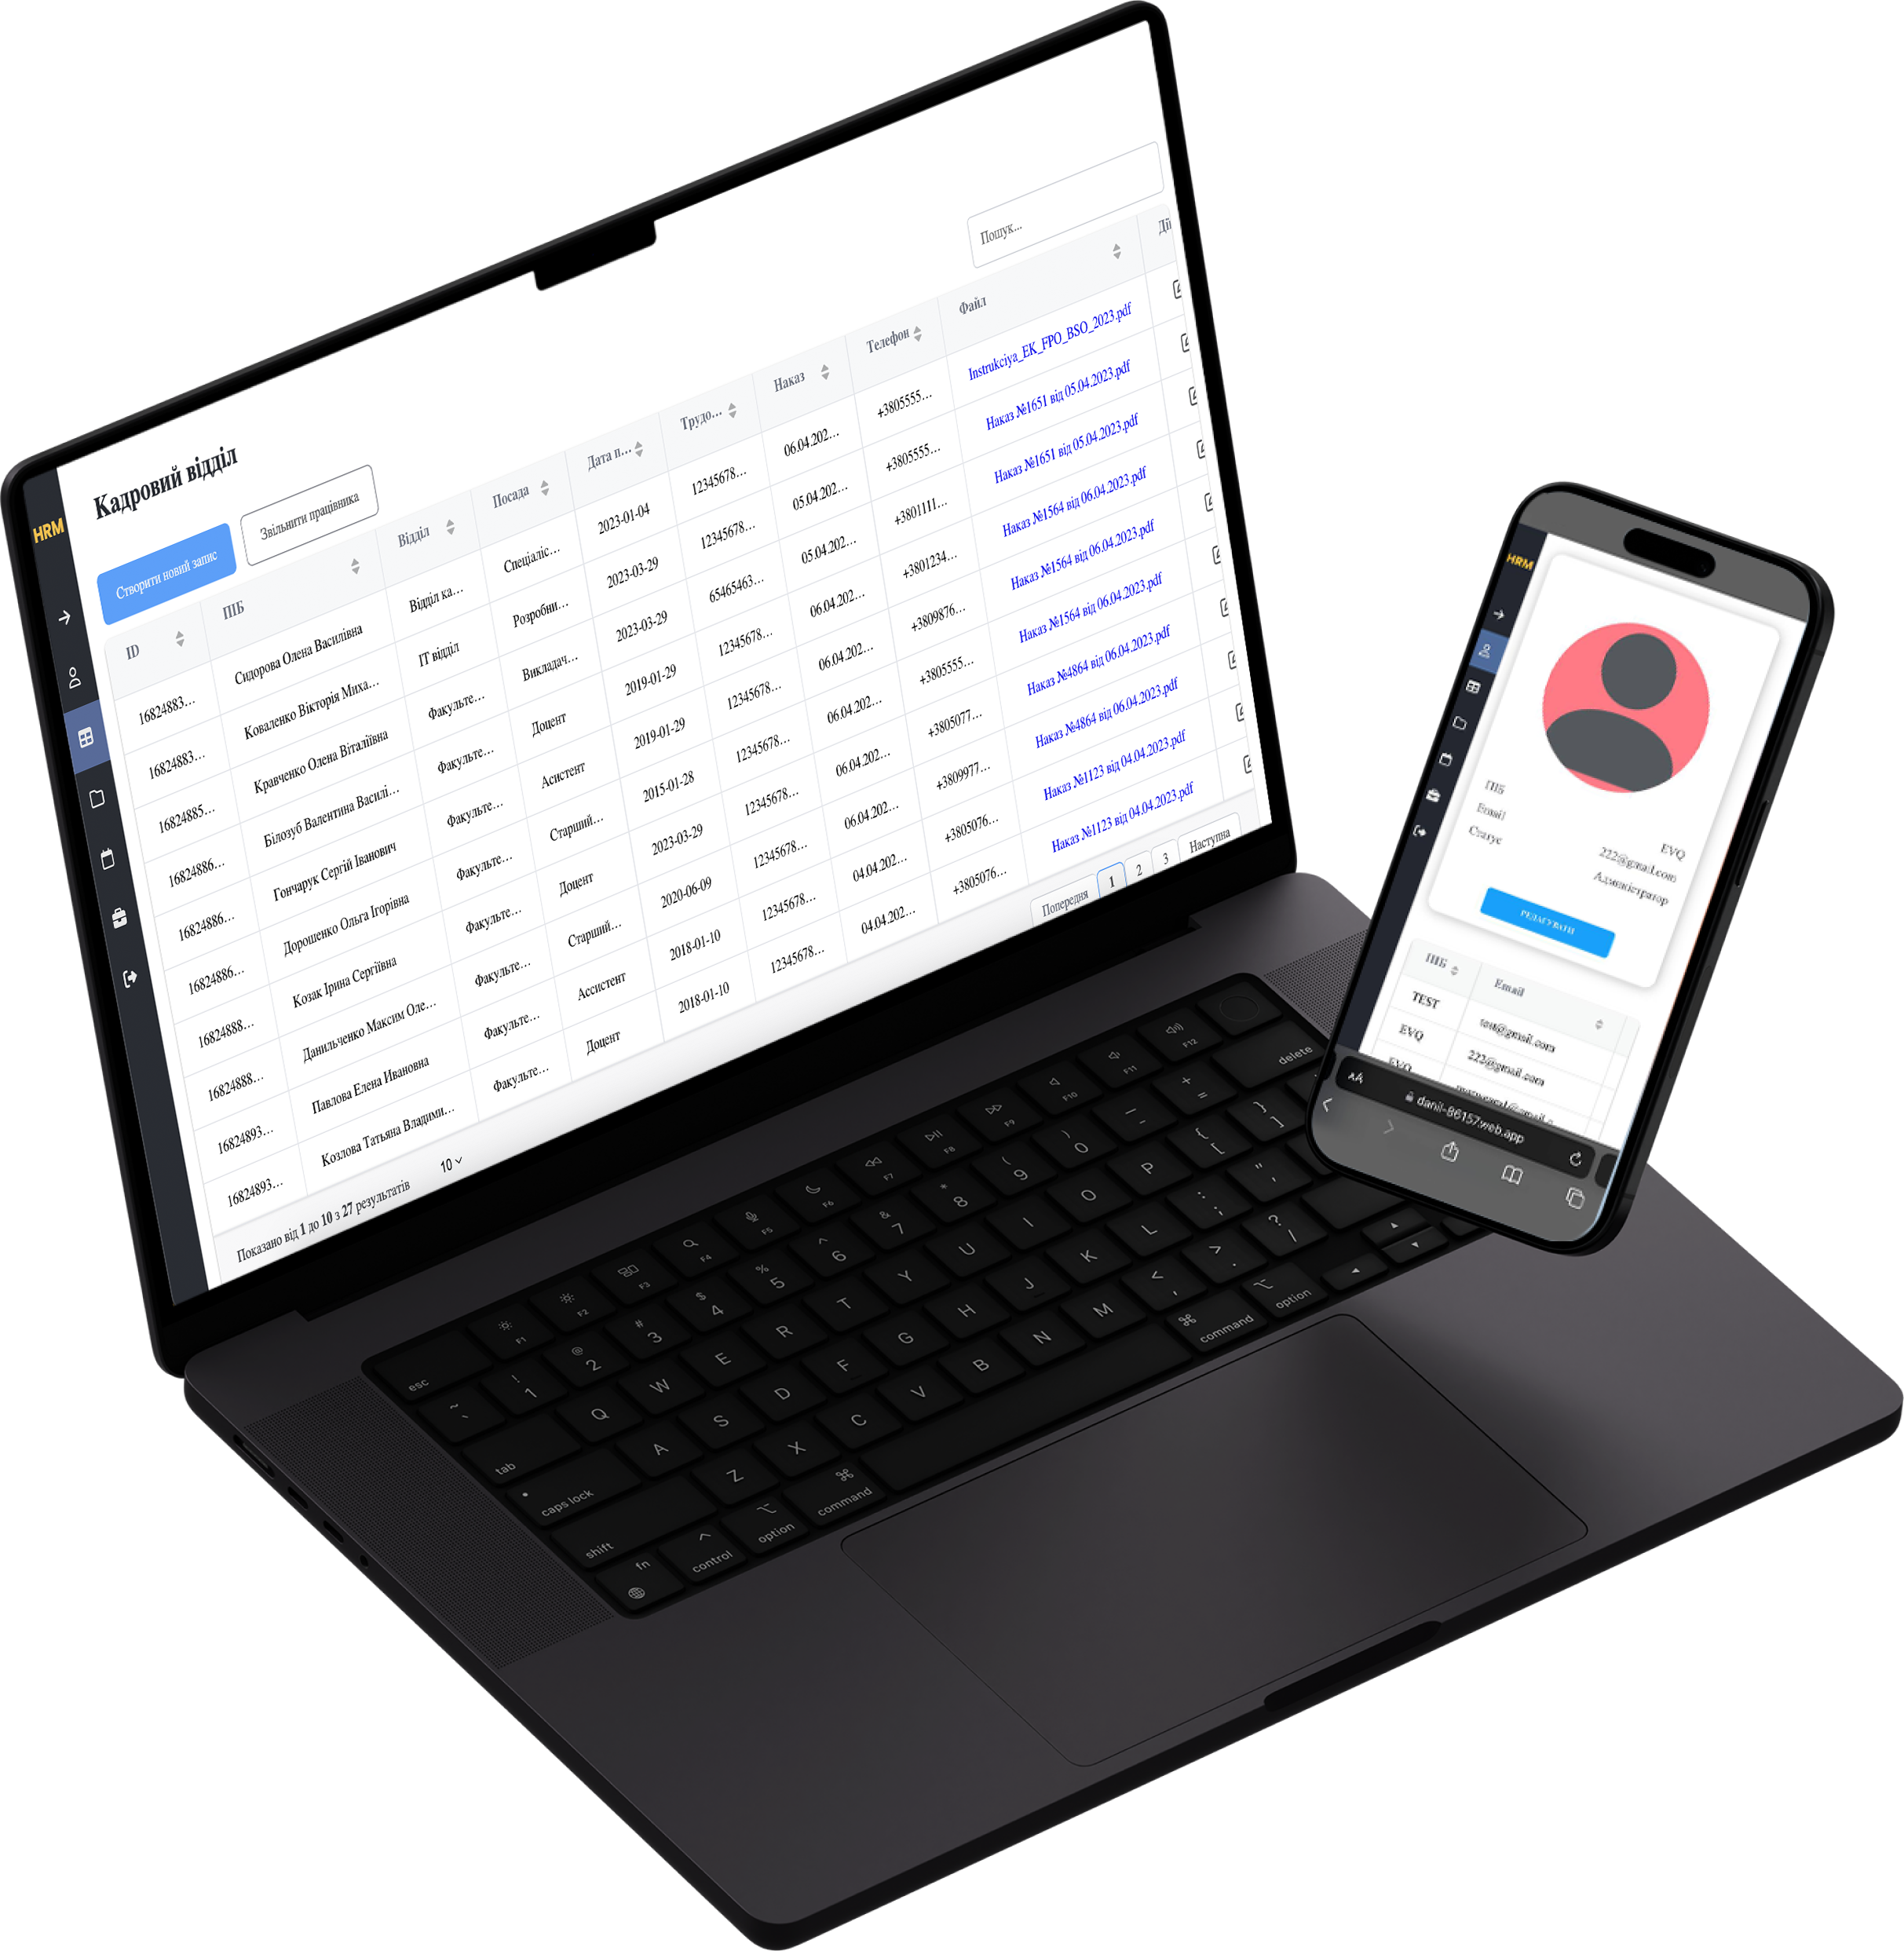 HRM
Кадровий відділ
Створити новий запис
Звільнити працівника
Пошук...
ID ПІБ Відділ Посада Дата п... Трудо... Наказ Телефон Файл Дії
16824883... Сидорова Олена Василівна Відділ ка... Спеціаліс... 2023-01-04 12345678... 06.04.202... +3805555... Instrukciya_EK_FPO_BSO_2023.pdf
16824883... Коваленко Вікторія Миха... ІТ відділ Розробни... 2023-03-29 12345678... 05.04.202... +3805555... Наказ №1651 від 05.04.2023.pdf
16824885... Кравченко Олена Віталіївна Факульте... Викладач... 2023-03-29 65465463... 05.04.202... +3801111... Наказ №1651 від 05.04.2023.pdf
16824886... Білозуб Валентина Василі... Факульте... Доцент 2019-01-29 12345678... 06.04.202... +3801234... Наказ №1564 від 06.04.2023.pdf
16824886... Гончарук Сергій Іванович Факульте... Асистент 2019-01-29 12345678... 06.04.202... +3809876... Наказ №1564 від 06.04.2023.pdf
16824886... Дорошенко Ольга Ігорівна Факульте... Старший... 2015-01-28 12345678... 06.04.202... +3805555... Наказ №1564 від 06.04.2023.pdf
16824888... Козак Ірина Сергіївна Факульте... Доцент 2023-03-29 12345678... 06.04.202... +3805077... Наказ №4864 від 06.04.2023.pdf
16824888... Данильченко Максим Оле... Факульте... Старший... 2020-06-09 12345678... 06.04.202... +3809977... Наказ №4864 від 06.04.2023.pdf
16824893... Павлова Елена Ивановна Факульте... Ассистент 2018-01-10 12345678... 04.04.202... +3805076... Наказ №1123 від 04.04.2023.pdf
16824893... Козлова Татьяна Владими... Факульте... Доцент 2018-01-10 12345678... 04.04.202... +3805076... Наказ №1123 від 04.04.2023.pdf
Показано від 1 до 10 з 27 результатів
10
Попередня 1 2 3 Наступна
esc F1 F2 F3 F4 F5 F6 F7 F8 F9 F10 F11 F12
~ ` ! 1 @ 2 # 3 $ 4 % 5 ^ 6 & 7 * 8 ( 9 ) 0 — - + = delete
tab Q W E R T Y U I O P { [ } ]
caps lock A S D F G H J K L : ; " '
shift Z X C V B N M < , > . ? /
fn control option command command option
HRM
ПІБ EVQ
Email 222@gmail.com
Статус Адміністратор
РЕДАГУВАТИ
ПІБ Email
TEST test@gmail.com
EVQ 222@gmail.com
EVQ
AA danil-86157.web.app